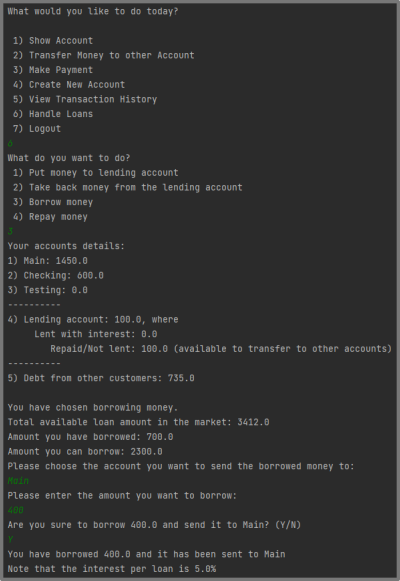 What would you like to do today?
1) Show Account
2) Transfer Money to other Account
3) Make Payment
4) Create New Account
5) View Transaction History
6) Handle Loans
7) Logout
6
What do you want to do?
1) Put money to lending account
2) Take back money from the lending account
3) Borrow money
4) Repay money
3
Your accounts details:
1) Main: 1450.0
2) Checking: 600.0
3) Testing: 0.0
----------
4) Lending account: 100.0, where
Lent with interest: 0.0
Repaid/Not lent: 100.0 (available to transfer to other accounts)
----------
5) Debt from other customers: 735.0
You have chosen borrowing money.
Total available loan amount in the market: 3412.0
Amount you have borrowed: 700.0
Amount you can borrow: 2300.0
Please choose the account you want to send the borrowed money to:
Main
Please enter the amount you want to borrow:
400
Are you sure to borrow 400.0 and send it to Main? (Y/N)
Y
You have borrowed 400.0 and it has been sent to Main
Note that the interest per loan is 5.0%